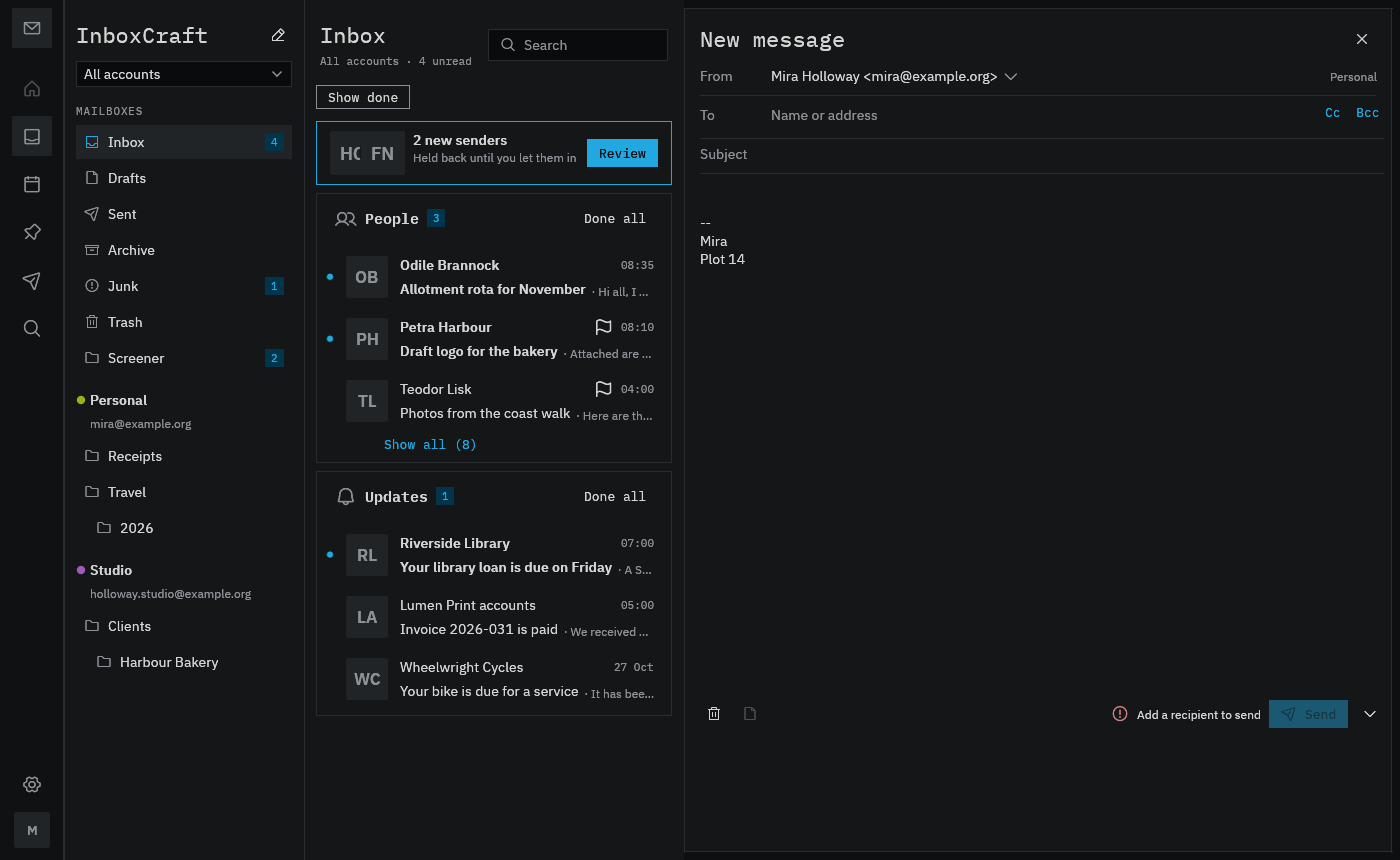 InboxCraft
All accounts
MAILBOXES
Inbox 4
Drafts
Sent
Archive
Junk 1
Trash
Screener 2
Personal
mira@example.org
Receipts
Travel
2026
Studio
holloway.studio@example.org
Clients
Harbour Bakery
M
Inbox
All accounts · 4 unread
Search
Show done
FN
2 new senders
Held back until you let them in
Review
People 3 Done all
OB Odile Brannock 08:35
Allotment rota for November · Hi all, I ...
PH Petra Harbour 08:10
Draft logo for the bakery · Attached are ...
TL Teodor Lisk 04:00
Photos from the coast walk · Here are th...
Show all (8)
Updates 1 Done all
RL Riverside Library 07:00
Your library loan is due on Friday · A S...
LA Lumen Print accounts 05:00
Invoice 2026-031 is paid · We received ...
WC Wheelwright Cycles 27 Oct
Your bike is due for a service · It has bee...
New message
From Mira Holloway <mira@example.org> Personal
To Name or address Cc Bcc
Subject
--
Mira
Plot 14
Add a recipient to send Send